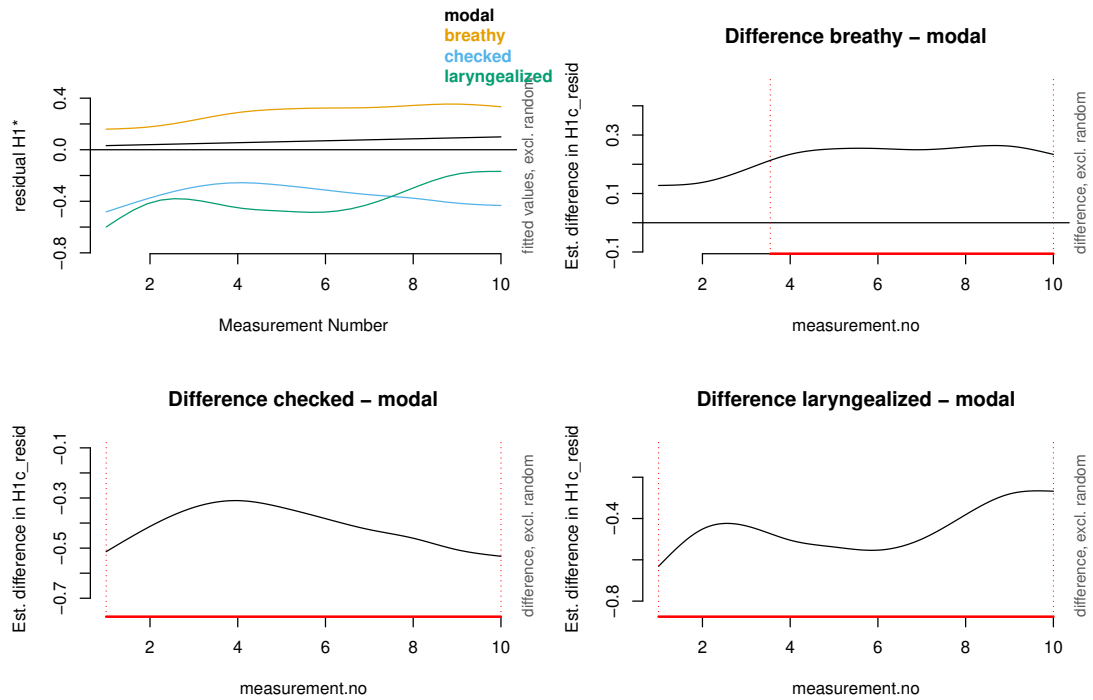 modal
breathy
checked
laryngealized
residual H1*
0.4
0.0
−0.4
−0.8
2
4
6
8
10
Measurement Number
fitted values, excl. random
Difference breathy − modal
Est. difference in H1c_resid
0.3
0.1
−0.1
2
4
6
8
10
measurement.no
difference, excl. random
Difference checked − modal
Est. difference in H1c_resid
−0.1
−0.3
−0.5
−0.7
2
4
6
8
10
measurement.no
difference, excl. random
Difference laryngealized − modal
Est. difference in H1c_resid
−0.4
−0.8
2
4
6
8
10
measurement.no
difference, excl. random